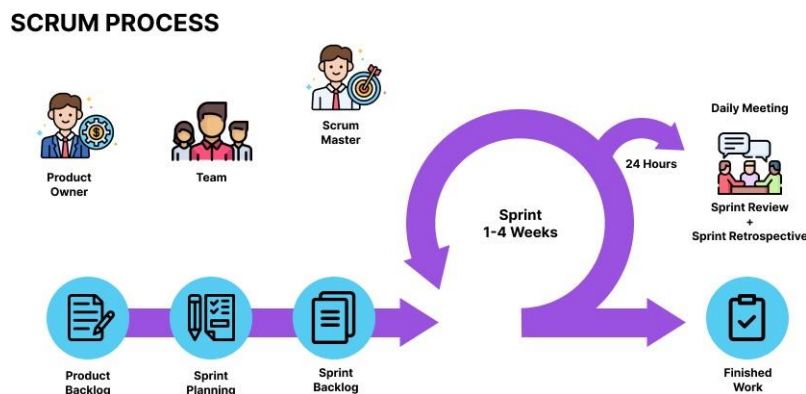 SCRUM PROCESS
Product
Owner
Team
Scrum
Master
Daily Meeting
24 Hours
Sprint Review
+
Sprint Retrospective
Sprint
1-4 Weeks
Product
Backlog
Sprint
Planning
Sprint
Backlog
Finished
Work